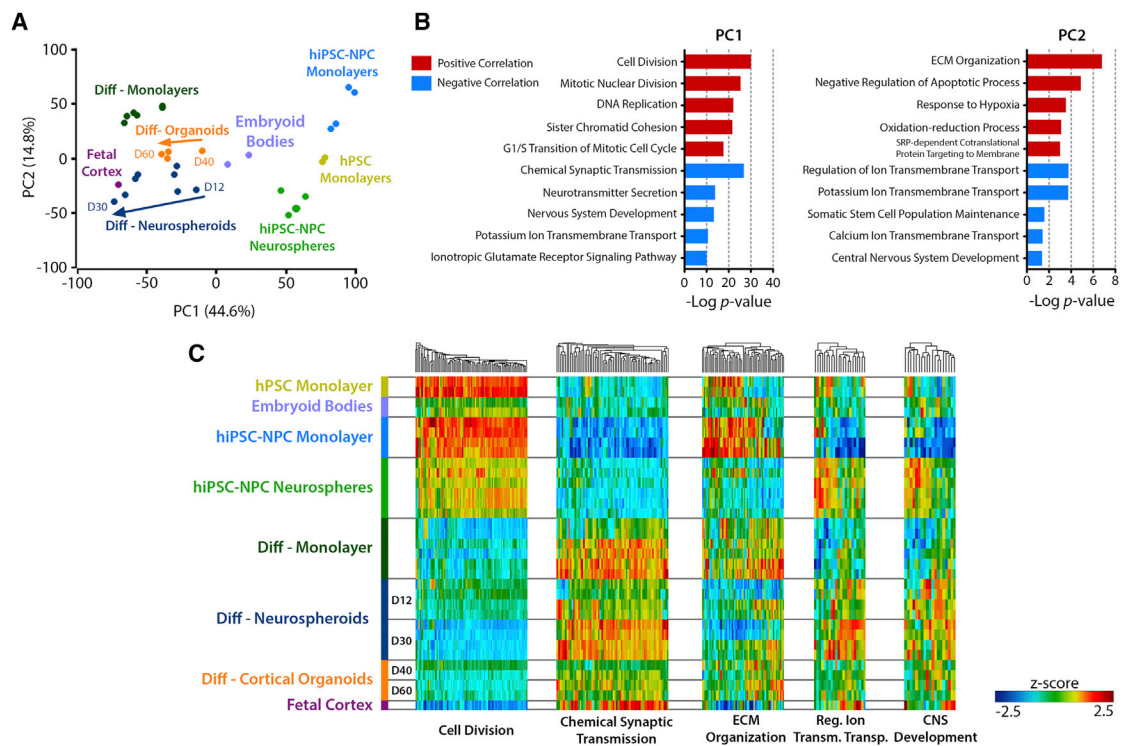 A
100
50
0
-50
-100
PC2 (14.8%)
-100
-50
0
50
100
PC1 (44.6%)
hiPSC-NPC
Monolayers
Diff - Monolayers
Diff- Organoids
D60
D40
Embryoid
Bodies
Fetal
Cortex
hPSC
Monolayers
D12
D30
Diff - Neurospheroids
hiPSC-NPC
Neurospheres
B
Positive Correlation
Negative Correlation
PC1
Cell Division
Mitotic Nuclear Division
DNA Replication
Sister Chromatid Cohesion
G1/S Transition of Mitotic Cell Cycle
Chemical Synaptic Transmission
Neurotransmitter Secretion
Nervous System Development
Potassium Ion Transmembrane Transport
Ionotropic Glutamate Receptor Signaling Pathway
0 10 20 30 40
-Log p-value
PC2
ECM Organization
Negative Regulation of Apoptotic Process
Response to Hypoxia
Oxidation-reduction Process
SRP-dependent Cotranslational
Protein Targeting to Membrane
Regulation of Ion Transmembrane Transport
Potassium Ion Transmembrane Transport
Somatic Stem Cell Population Maintenance
Calcium Ion Transmembrane Transport
Central Nervous System Development
0 2 4 6 8
-Log p-value
C
hPSC Monolayer
Embryoid Bodies
hiPSC-NPC Monolayer
hiPSC-NPC Neurospheres
Diff - Monolayer
Diff - Neurospheroids
D12
D30
Diff - Cortical Organoids
D40
D60
Fetal Cortex
Cell Division
Chemical Synaptic
Transmission
ECM
Organization
Reg. Ion
Transm. Transp.
CNS
Development
z-score
-2.5 2.5